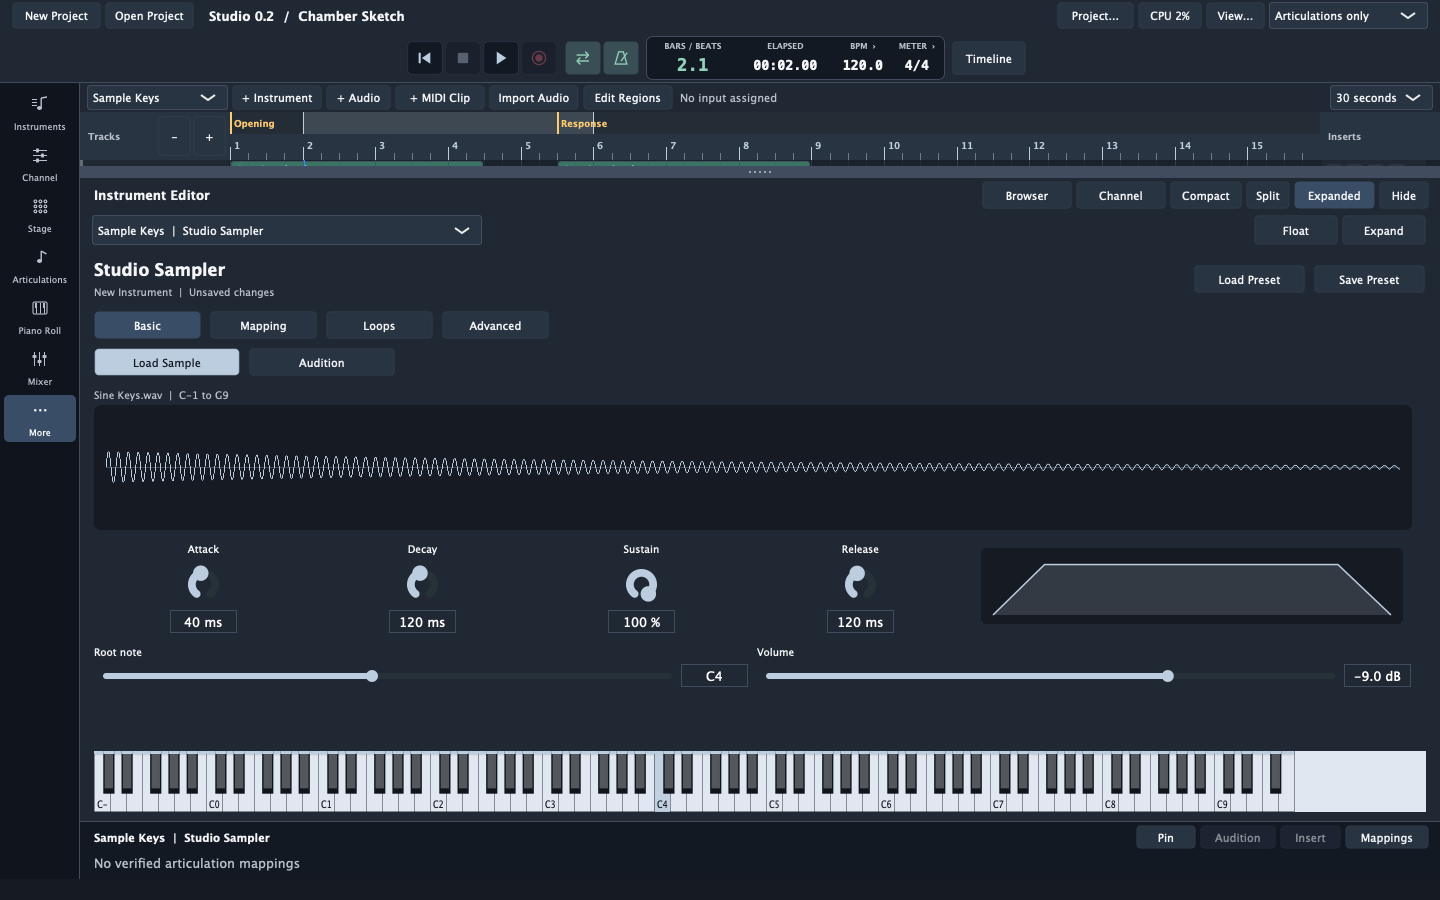 New Project Open Project Studio 0.2 / Chamber Sketch Project... CPU 2% View... Articulations only
BARS / BEATS ELAPSED BPM › METER ›
2.1 00:02.00 120.0 4/4 Timeline
Sample Keys + Instrument + Audio + MIDI Clip Import Audio Edit Regions No input assigned 30 seconds
Opening Response
Tracks - + Inserts
1 2 3 4 5 6 7 8 9 10 11 12 13 14 15
Instruments
Channel
Stage
Articulations
Piano Roll
Mixer
More
Instrument Editor Browser Channel Compact Split Expanded Hide
Sample Keys | Studio Sampler Float Expand
Studio Sampler
New Instrument | Unsaved changes Load Preset Save Preset
Basic Mapping Loops Advanced
Load Sample Audition
Sine Keys.wav | C-1 to G9
Attack Decay Sustain Release
40 ms 120 ms 100 % 120 ms
Root note Volume
C4 -9.0 dB
C- C0 C1 C2 C3 C4 C5 C6 C7 C8 C9
Sample Keys | Studio Sampler Pin Audition Insert Mappings
No verified articulation mappings